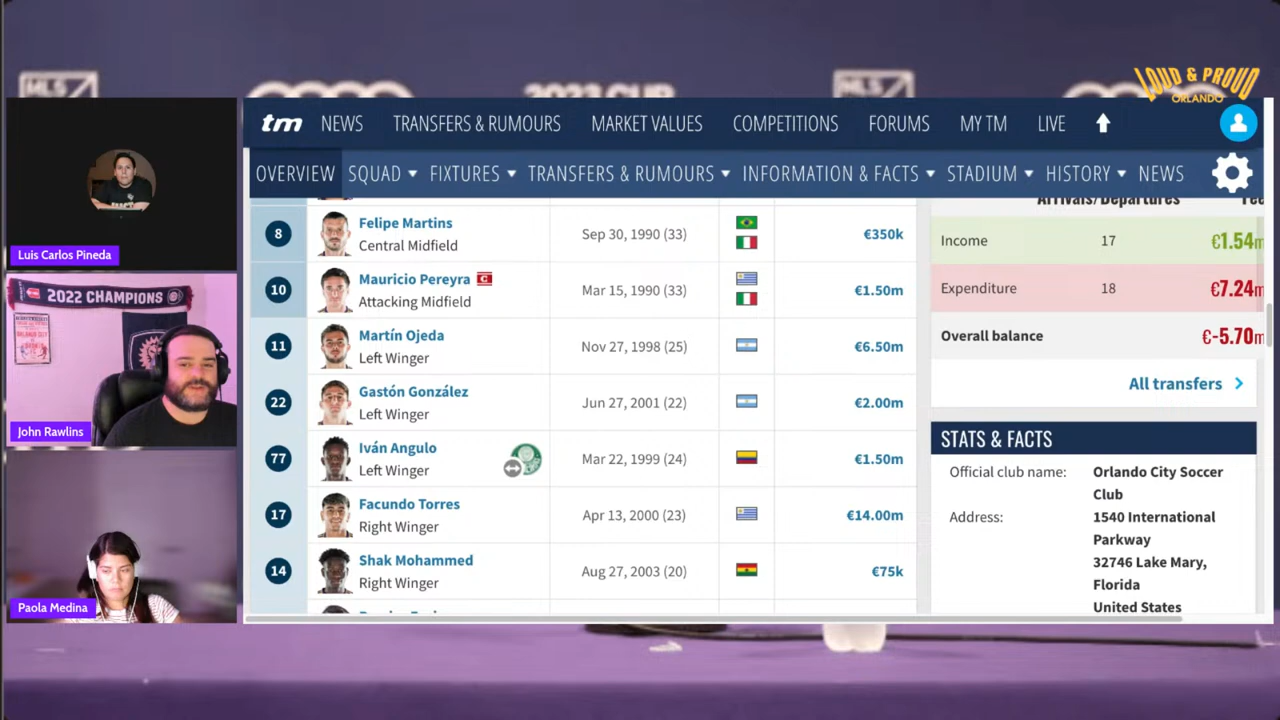 MLS
2023 CUP
MLS
LOUD & PROUD
ORLANDO
tm NEWS TRANSFERS & RUMOURS MARKET VALUES COMPETITIONS FORUMS MY TM LIVE
OVERVIEW SQUAD FIXTURES TRANSFERS & RUMOURS INFORMATION & FACTS STADIUM HISTORY NEWS
Luis Carlos Pineda
2022 CHAMPIONS
John Rawlins
Paola Medina
8 Felipe Martins Sep 30, 1990 (33) €350k
Central Midfield
10 Mauricio Pereyra C Mar 15, 1990 (33) €1.50m
Attacking Midfield
11 Martín Ojeda Nov 27, 1998 (25) €6.50m
Left Winger
22 Gastón González Jun 27, 2001 (22) €2.00m
Left Winger
77 Iván Angulo Mar 22, 1999 (24) €1.50m
Left Winger
17 Facundo Torres Apr 13, 2000 (23) €14.00m
Right Winger
14 Shak Mohammed Aug 27, 2003 (20) €75k
Right Winger
Arrivals/Departures
Income 17 €1.54m
Expenditure 18 €7.24m
Overall balance €-5.70m
All transfers
STATS & FACTS
Official club name: Orlando City Soccer
Club
Address: 1540 International
Parkway
32746 Lake Mary,
Florida
United States